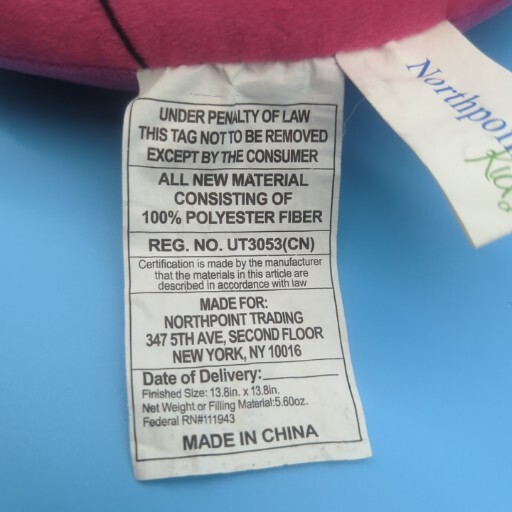 UNDER PENALTY OF LAW
THIS TAG NOT TO BE REMOVED
EXCEPT BY THE CONSUMER
ALL NEW MATERIAL
CONSISTING OF
100% POLYESTER FIBER
REG. NO. UT3053(CN)
Certification is made by the manufacturer
that the materials in this article are
described in accordance with law
MADE FOR:
NORTHPOINT TRADING
347 5TH AVE, SECOND FLOOR
NEW YORK, NY 10016
Date of Delivery:
Finished Size: 13.8in. x 13.8in.
Net Weight or Filling Material:5.60oz.
Federal RN#111943
MADE IN CHINA
Northpoin